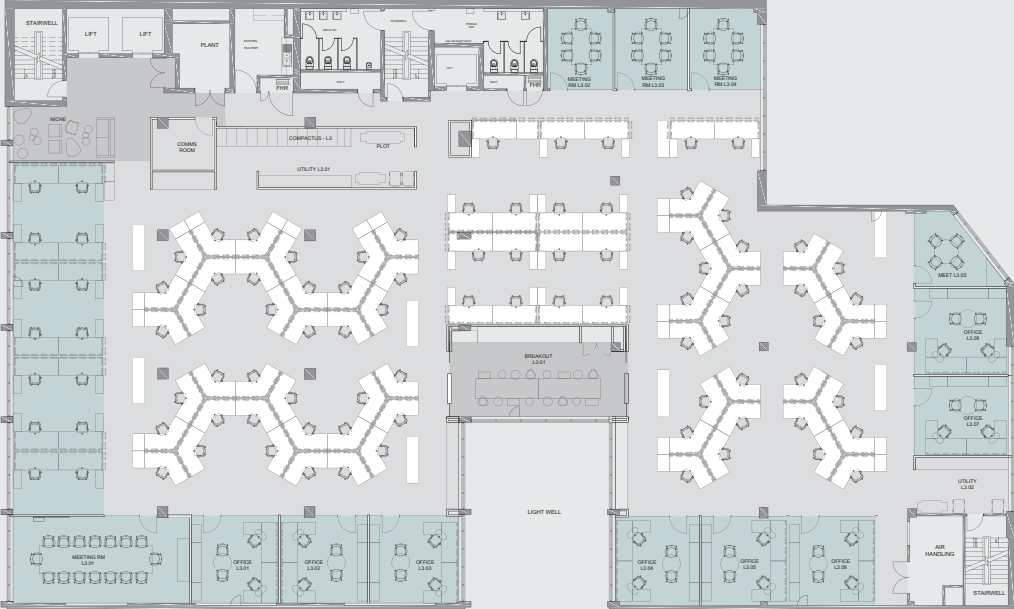 STAIRWELL
LIFT
LIFT
PLANT
FHR
STAIRWELL
LIFT
FHR
MEETING
RM L3.02
MEETING
RM L3.03
MEETING
RM L3.04
NICHE
COMMS
ROOM
COMPACTUS - L3
PLOT
UTILITY L3.01
MEET L3.05
OFFICE
L3.08
BREAKOUT
L3.01
OFFICE
L3.07
UTILITY
L3.02
LIGHT WELL
MEETING RM
L3.01
OFFICE
L3.01
OFFICE
L3.02
OFFICE
L3.03
OFFICE
L3.04
OFFICE
L3.05
OFFICE
L3.06
AIR
HANDLING
STAIRWELL